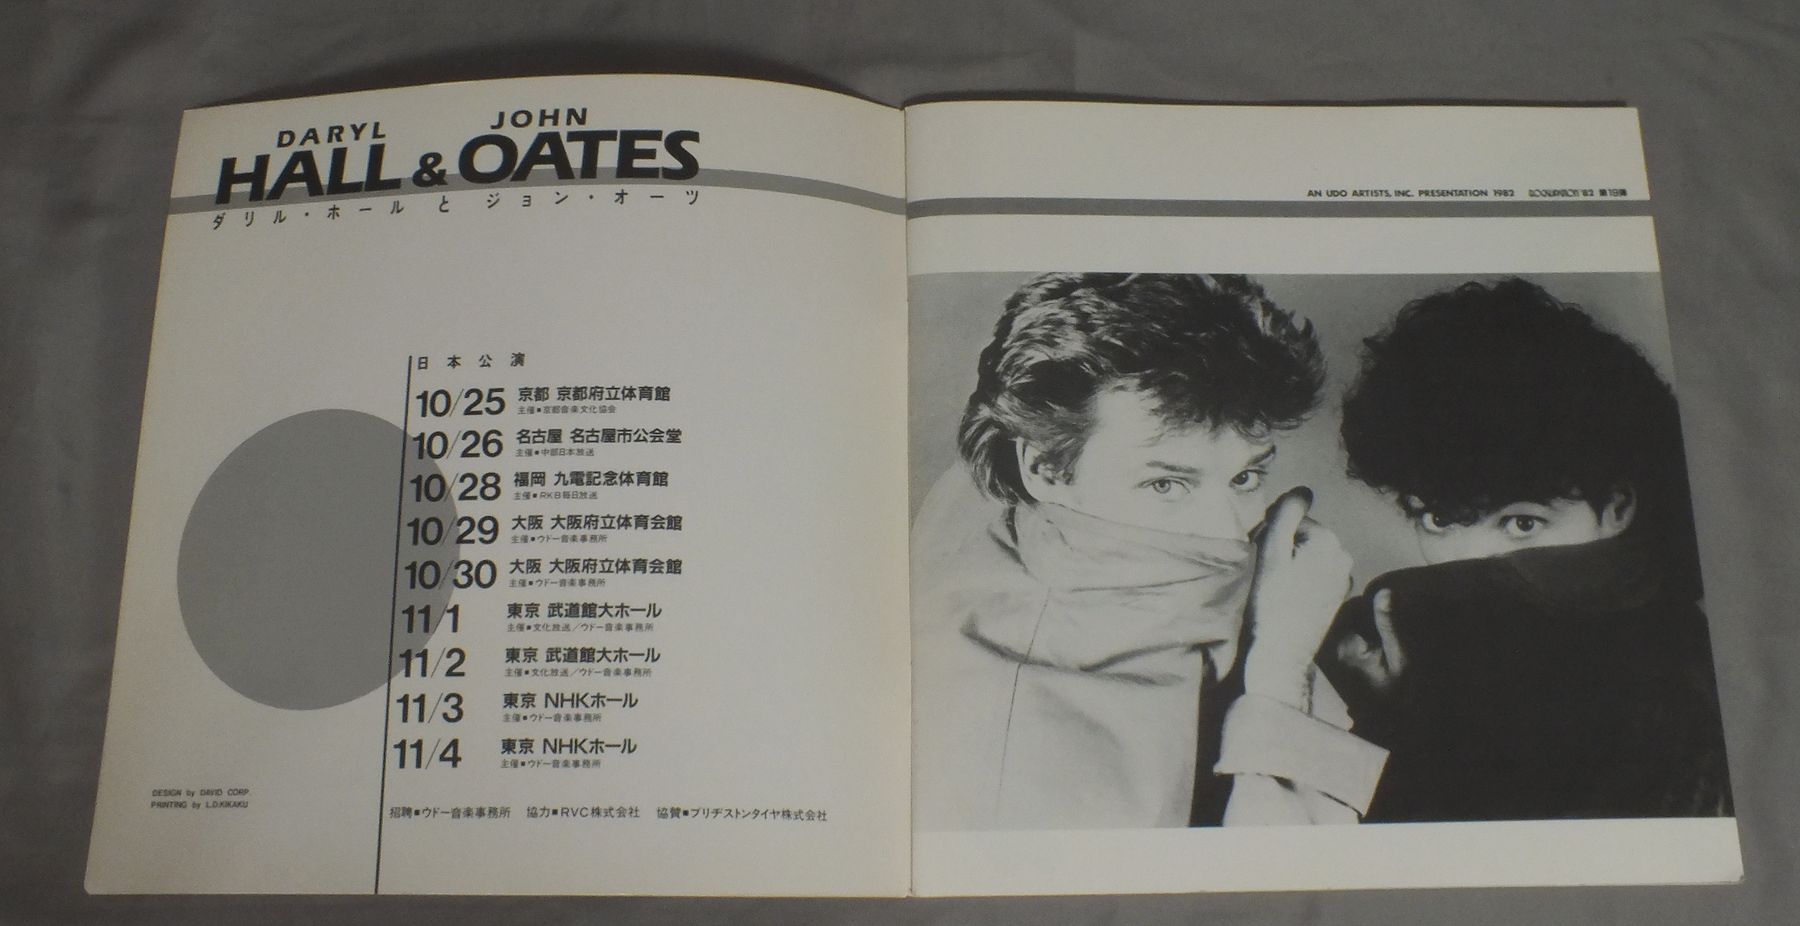 DARYL JOHN
HALL & OATES
ダリル・ホール と ジョン・オーツ
日本公演
10/25 京都 京都府立体育館
主催■京都音楽文化協会
10/26 名古屋 名古屋市公会堂
主催■中部日本放送
10/28 福岡 九電記念体育館
主催■RKB毎日放送
10/29 大阪 大阪府立体育会館
主催■ウドー音楽事務所
10/30 大阪 大阪府立体育会館
主催■ウドー音楽事務所
11/1 東京 武道館大ホール
主催■文化放送／ウドー音楽事務所
11/2 東京 武道館大ホール
主催■文化放送／ウドー音楽事務所
11/3 東京 NHKホール
主催■ウドー音楽事務所
11/4 東京 NHKホール
主催■ウドー音楽事務所
招聘■ウドー音楽事務所 協力■RVC株式会社 協賛■ブリヂストンタイヤ株式会社
DESIGN by DAVID CORP.
PRINTING by L.D.KIKAKU
AN UDO ARTISTS, INC. PRESENTATION 1982 '82 第19弾